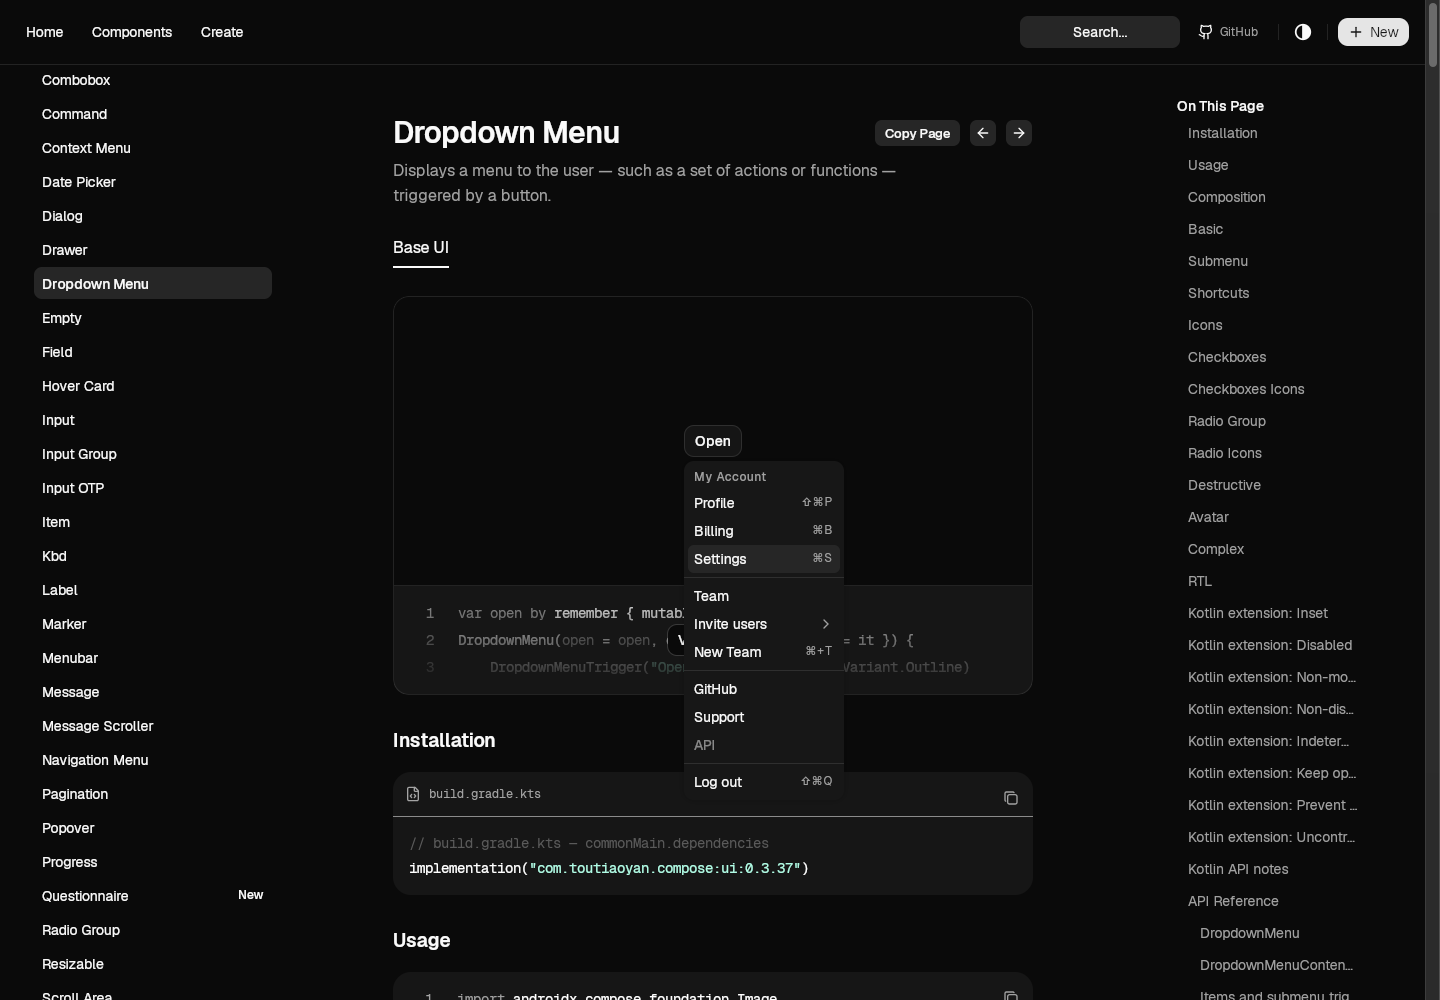 Home
Components
Create
Search...
GitHub
New
Combobox
Command
Context Menu
Date Picker
Dialog
Drawer
Dropdown Menu
Empty
Field
Hover Card
Input
Input Group
Input OTP
Item
Kbd
Label
Marker
Menubar
Message
Message Scroller
Navigation Menu
Pagination
Popover
Progress
Questionnaire New
Radio Group
Resizable
Scroll Area
Dropdown Menu
Copy Page
Displays a menu to the user — such as a set of actions or functions —
triggered by a button.
Base UI
Open
My Account
Profile ⇧⌘P
Billing ⌘B
Settings ⌘S
Team
Invite users
New Team ⌘+T
GitHub
Support
API
Log out ⇧⌘Q
1 var open by remember {
2 DropdownMenu(open = open, = it }) {
3 DropdownMenuTrigger( Variant.Outline)
Installation
build.gradle.kts
// build.gradle.kts — commonMain.dependencies
implementation("com.toutiaoyan.compose:ui:0.3.37")
Usage
1 import androidx.compose.foundation.Image
On This Page
Installation
Usage
Composition
Basic
Submenu
Shortcuts
Icons
Checkboxes
Checkboxes Icons
Radio Group
Radio Icons
Destructive
Avatar
Complex
RTL
Kotlin extension: Inset
Kotlin extension: Disabled
Kotlin extension: Non-mo...
Kotlin extension: Non-dis...
Kotlin extension: Indeter...
Kotlin extension: Keep op...
Kotlin extension: Prevent ...
Kotlin extension: Uncontr...
Kotlin API notes
API Reference
DropdownMenu
DropdownMenuConten...
Items and submenu trig...